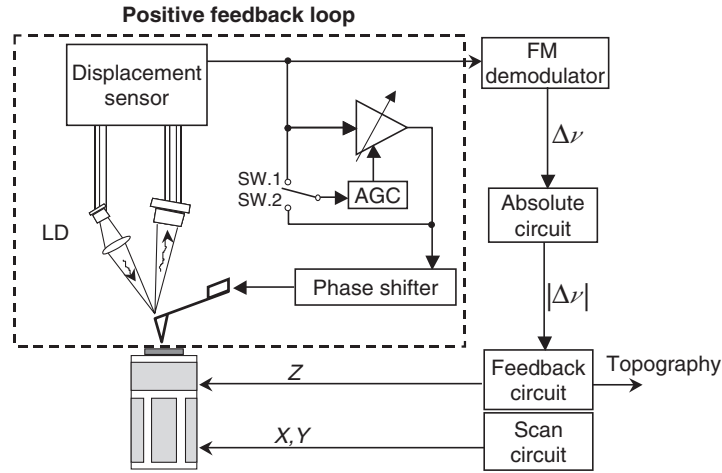 Positive feedback loop
Displacement
sensor
FM
demodulator
Δν
SW.1
SW.2
AGC
Absolute
circuit
LD
Phase shifter
|Δν|
Z
Feedback
circuit
Topography
X,Y
Scan
circuit